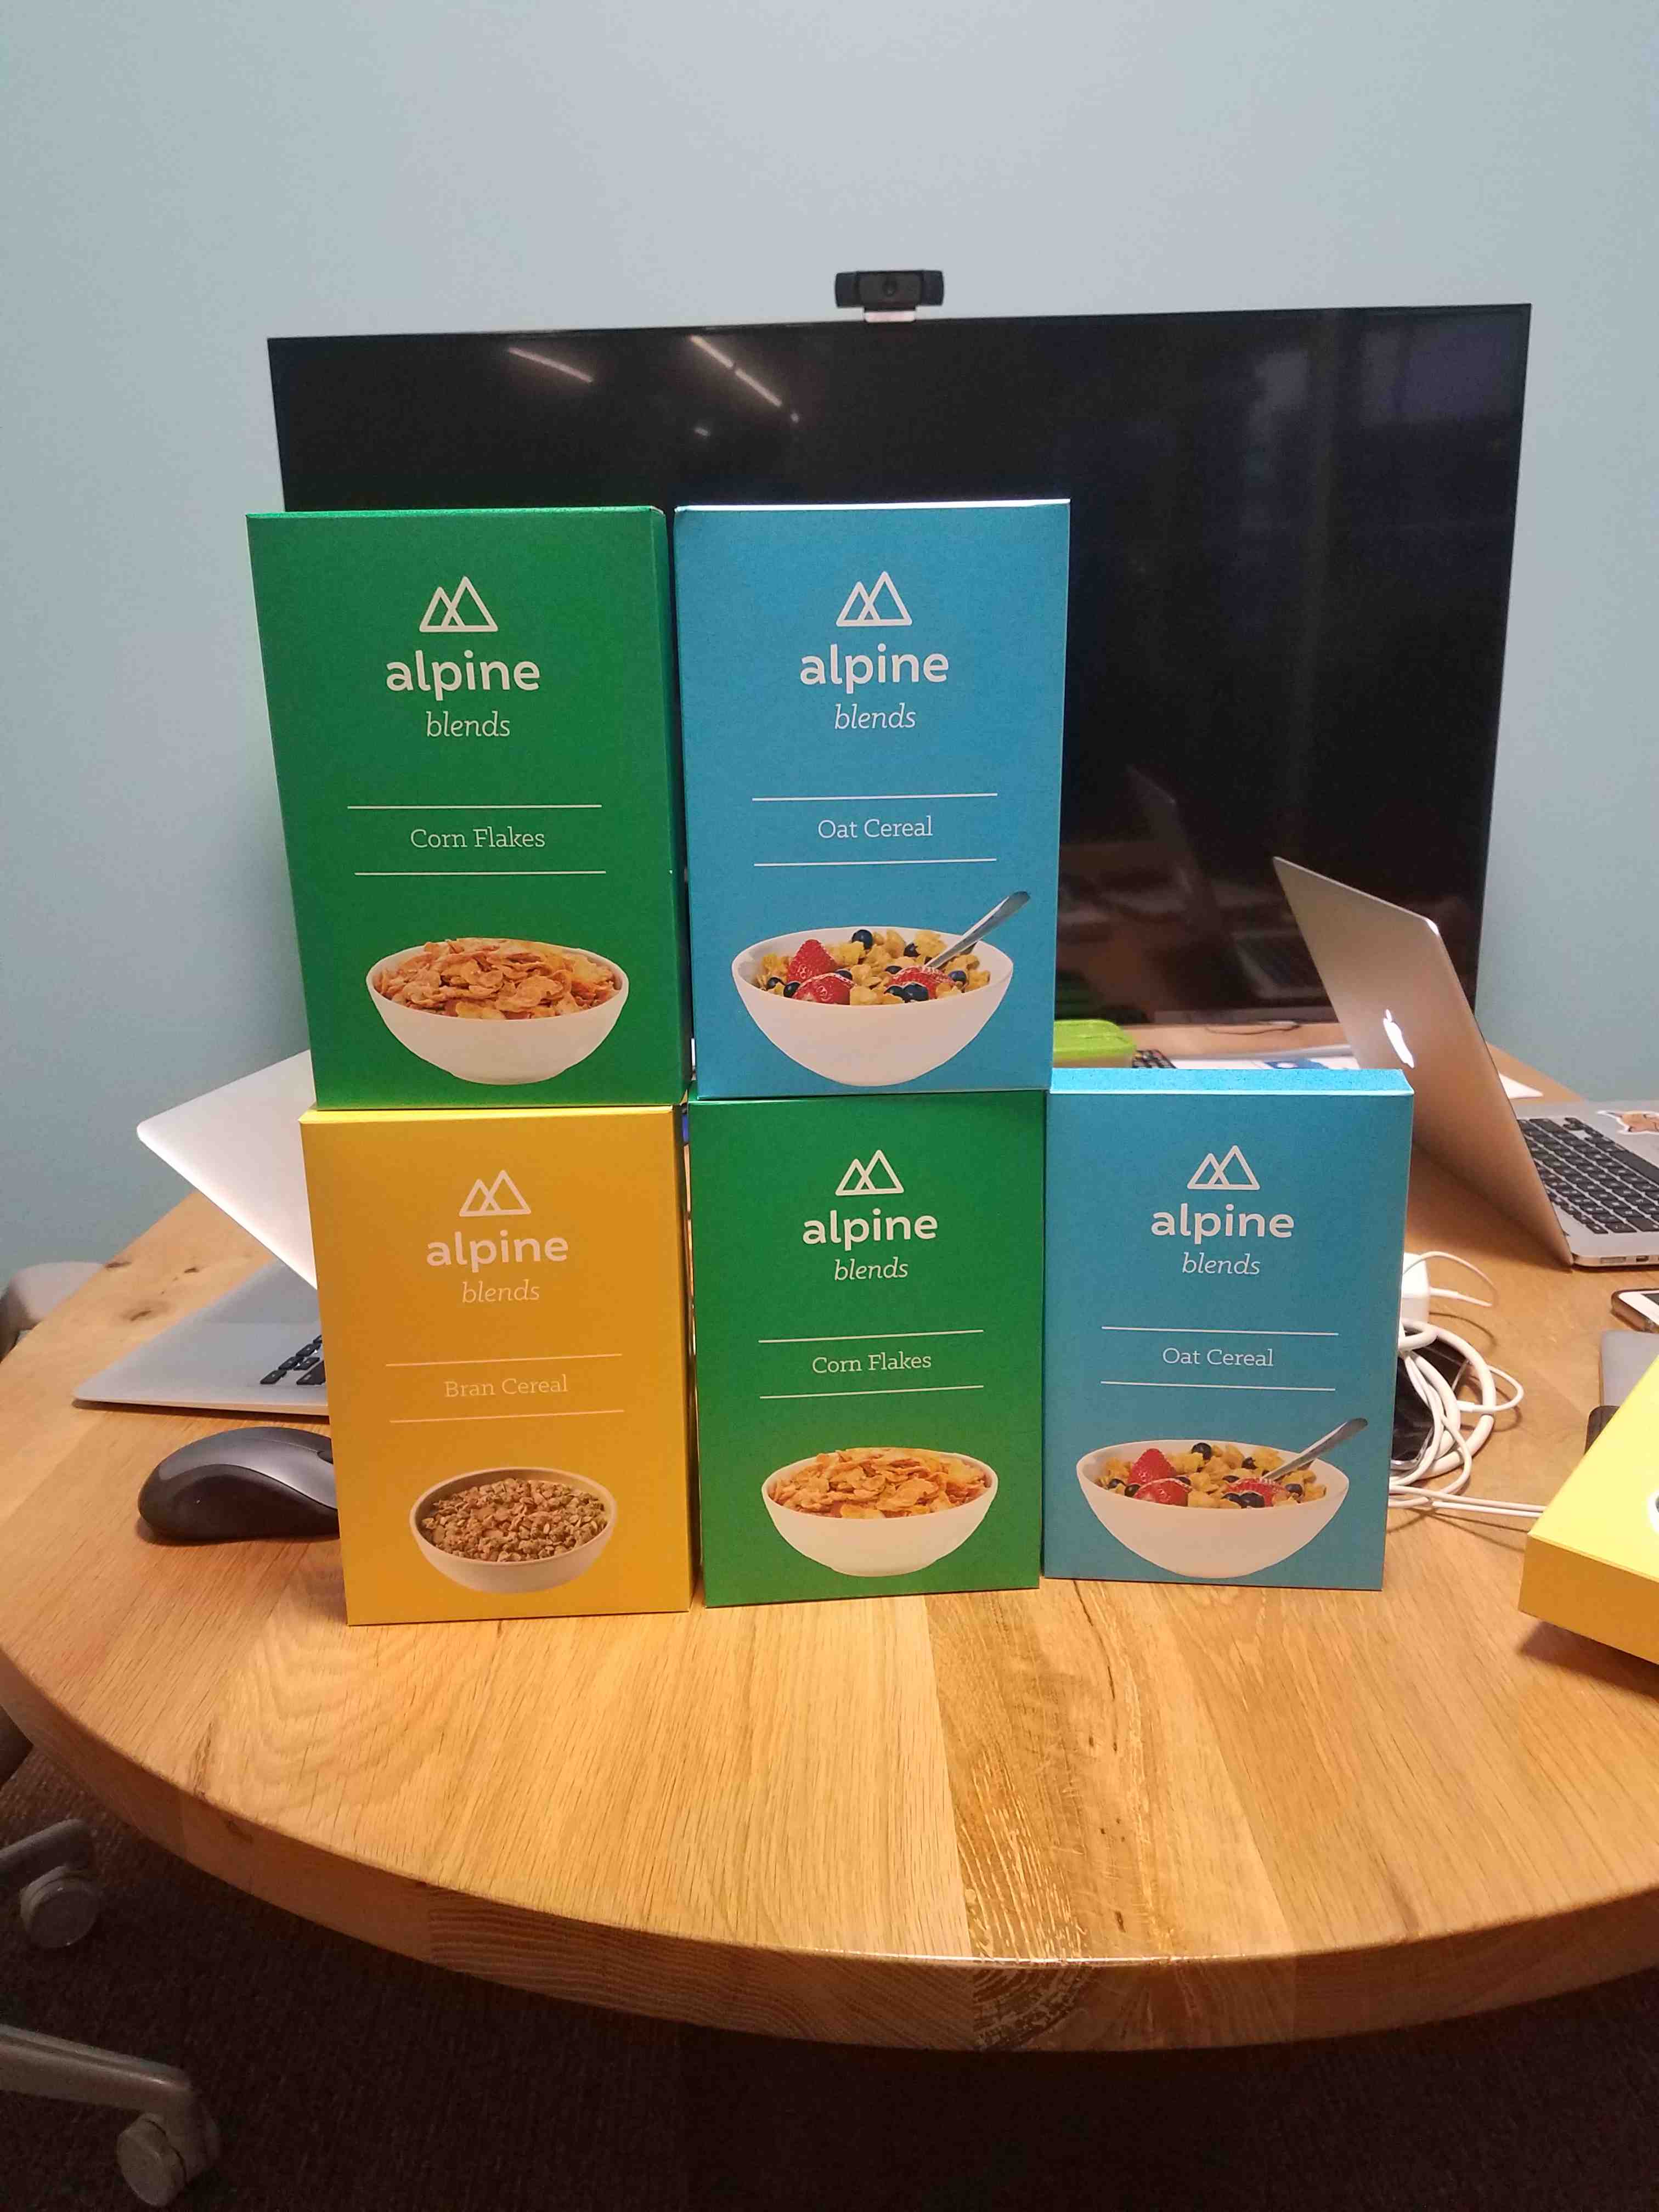 alpine
blends
Corn Flakes
alpine
blends
Oat Cereal
alpine
blends
Bran Cereal
alpine
blends
Corn Flakes
alpine
blends
Oat Cereal